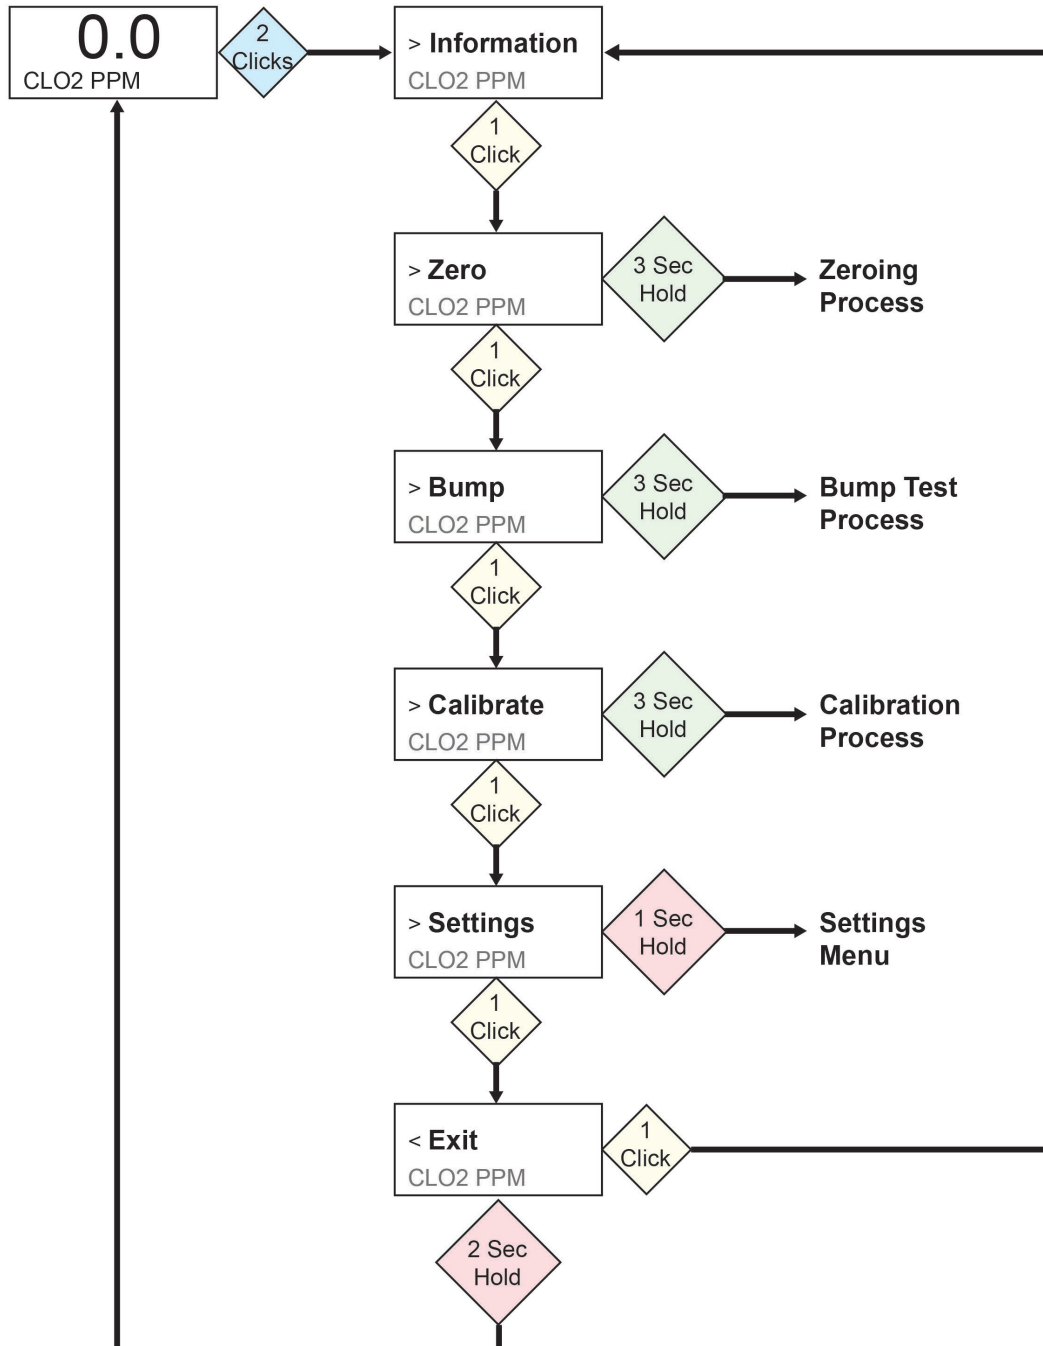 0.0
CLO2 PPM
2
Clicks
> Information
CLO2 PPM
1
Click
> Zero
CLO2 PPM
3 Sec
Hold
Zeroing
Process
1
Click
> Bump
CLO2 PPM
3 Sec
Hold
Bump Test
Process
1
Click
> Calibrate
CLO2 PPM
3 Sec
Hold
Calibration
Process
1
Click
> Settings
CLO2 PPM
1 Sec
Hold
Settings
Menu
1
Click
< Exit
CLO2 PPM
1
Click
2 Sec
Hold